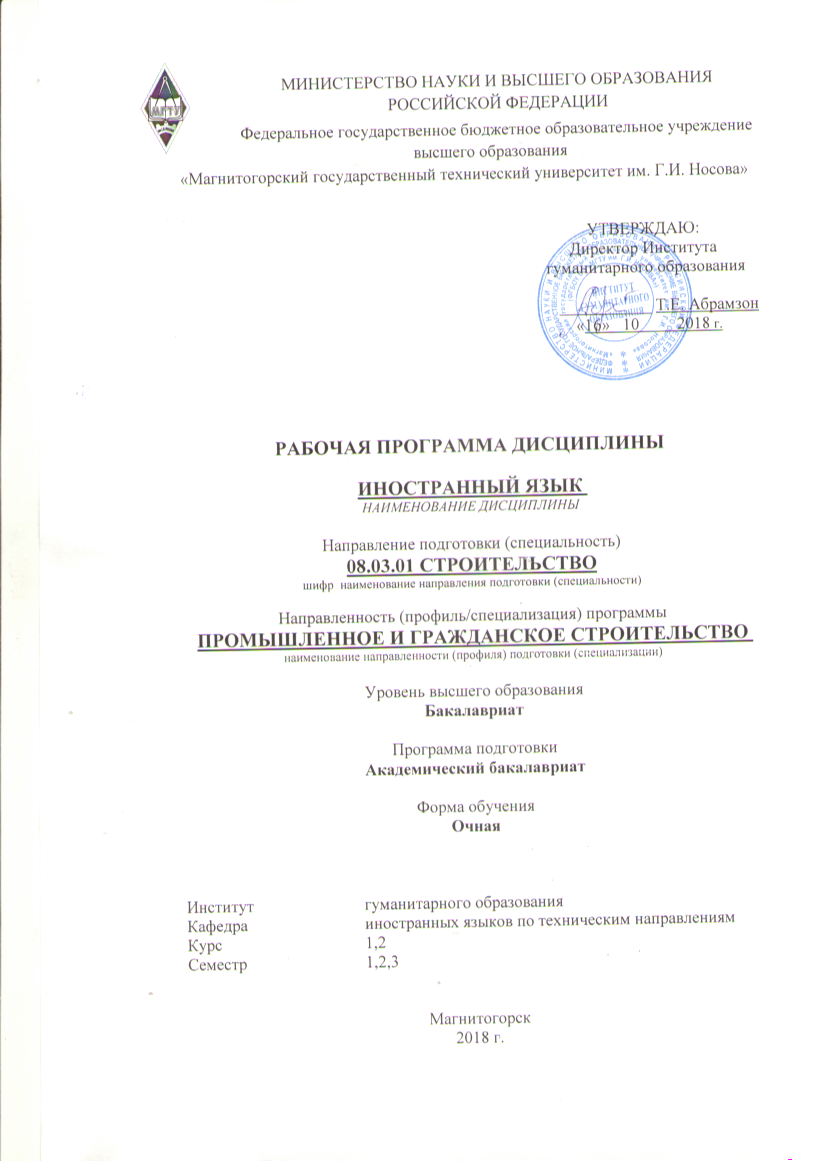 МИНИСТЕРСТВО НАУКИ И ВЫСШЕГО ОБРАЗОВАНИЯ
РОССИЙСКОЙ ФЕДЕРАЦИИ
Федеральное государственное бюджетное образовательное учреждение
высшего образования
«Магнитогорский государственный технический университет им. Г.И. Носова»
МГТУ
УТВЕРЖДАЮ:
Директор Института
гуманитарного образования
Т.Е. Абрамзон
«16» 10 2018 г.
ИНСТИТУТ
ГУМАНИТАРНОГО
ОБРАЗОВАНИЯ
РАБОЧАЯ ПРОГРАММА ДИСЦИПЛИНЫ
ИНОСТРАННЫЙ ЯЗЫК
НАИМЕНОВАНИЕ ДИСЦИПЛИНЫ
Направление подготовки (специальность)
08.03.01 СТРОИТЕЛЬСТВО
шифр наименование направления подготовки (специальности)
Направленность (профиль/специализация) программы
ПРОМЫШЛЕННОЕ И ГРАЖДАНСКОЕ СТРОИТЕЛЬСТВО
наименование направленности (профиля) подготовки (специализации)
Уровень высшего образования
Бакалавриат
Программа подготовки
Академический бакалавриат
Форма обучения
Очная
Институт гуманитарного образования
Кафедра иностранных языков по техническим направлениям
Курс 1,2
Семестр 1,2,3
Магнитогорск
2018 г.